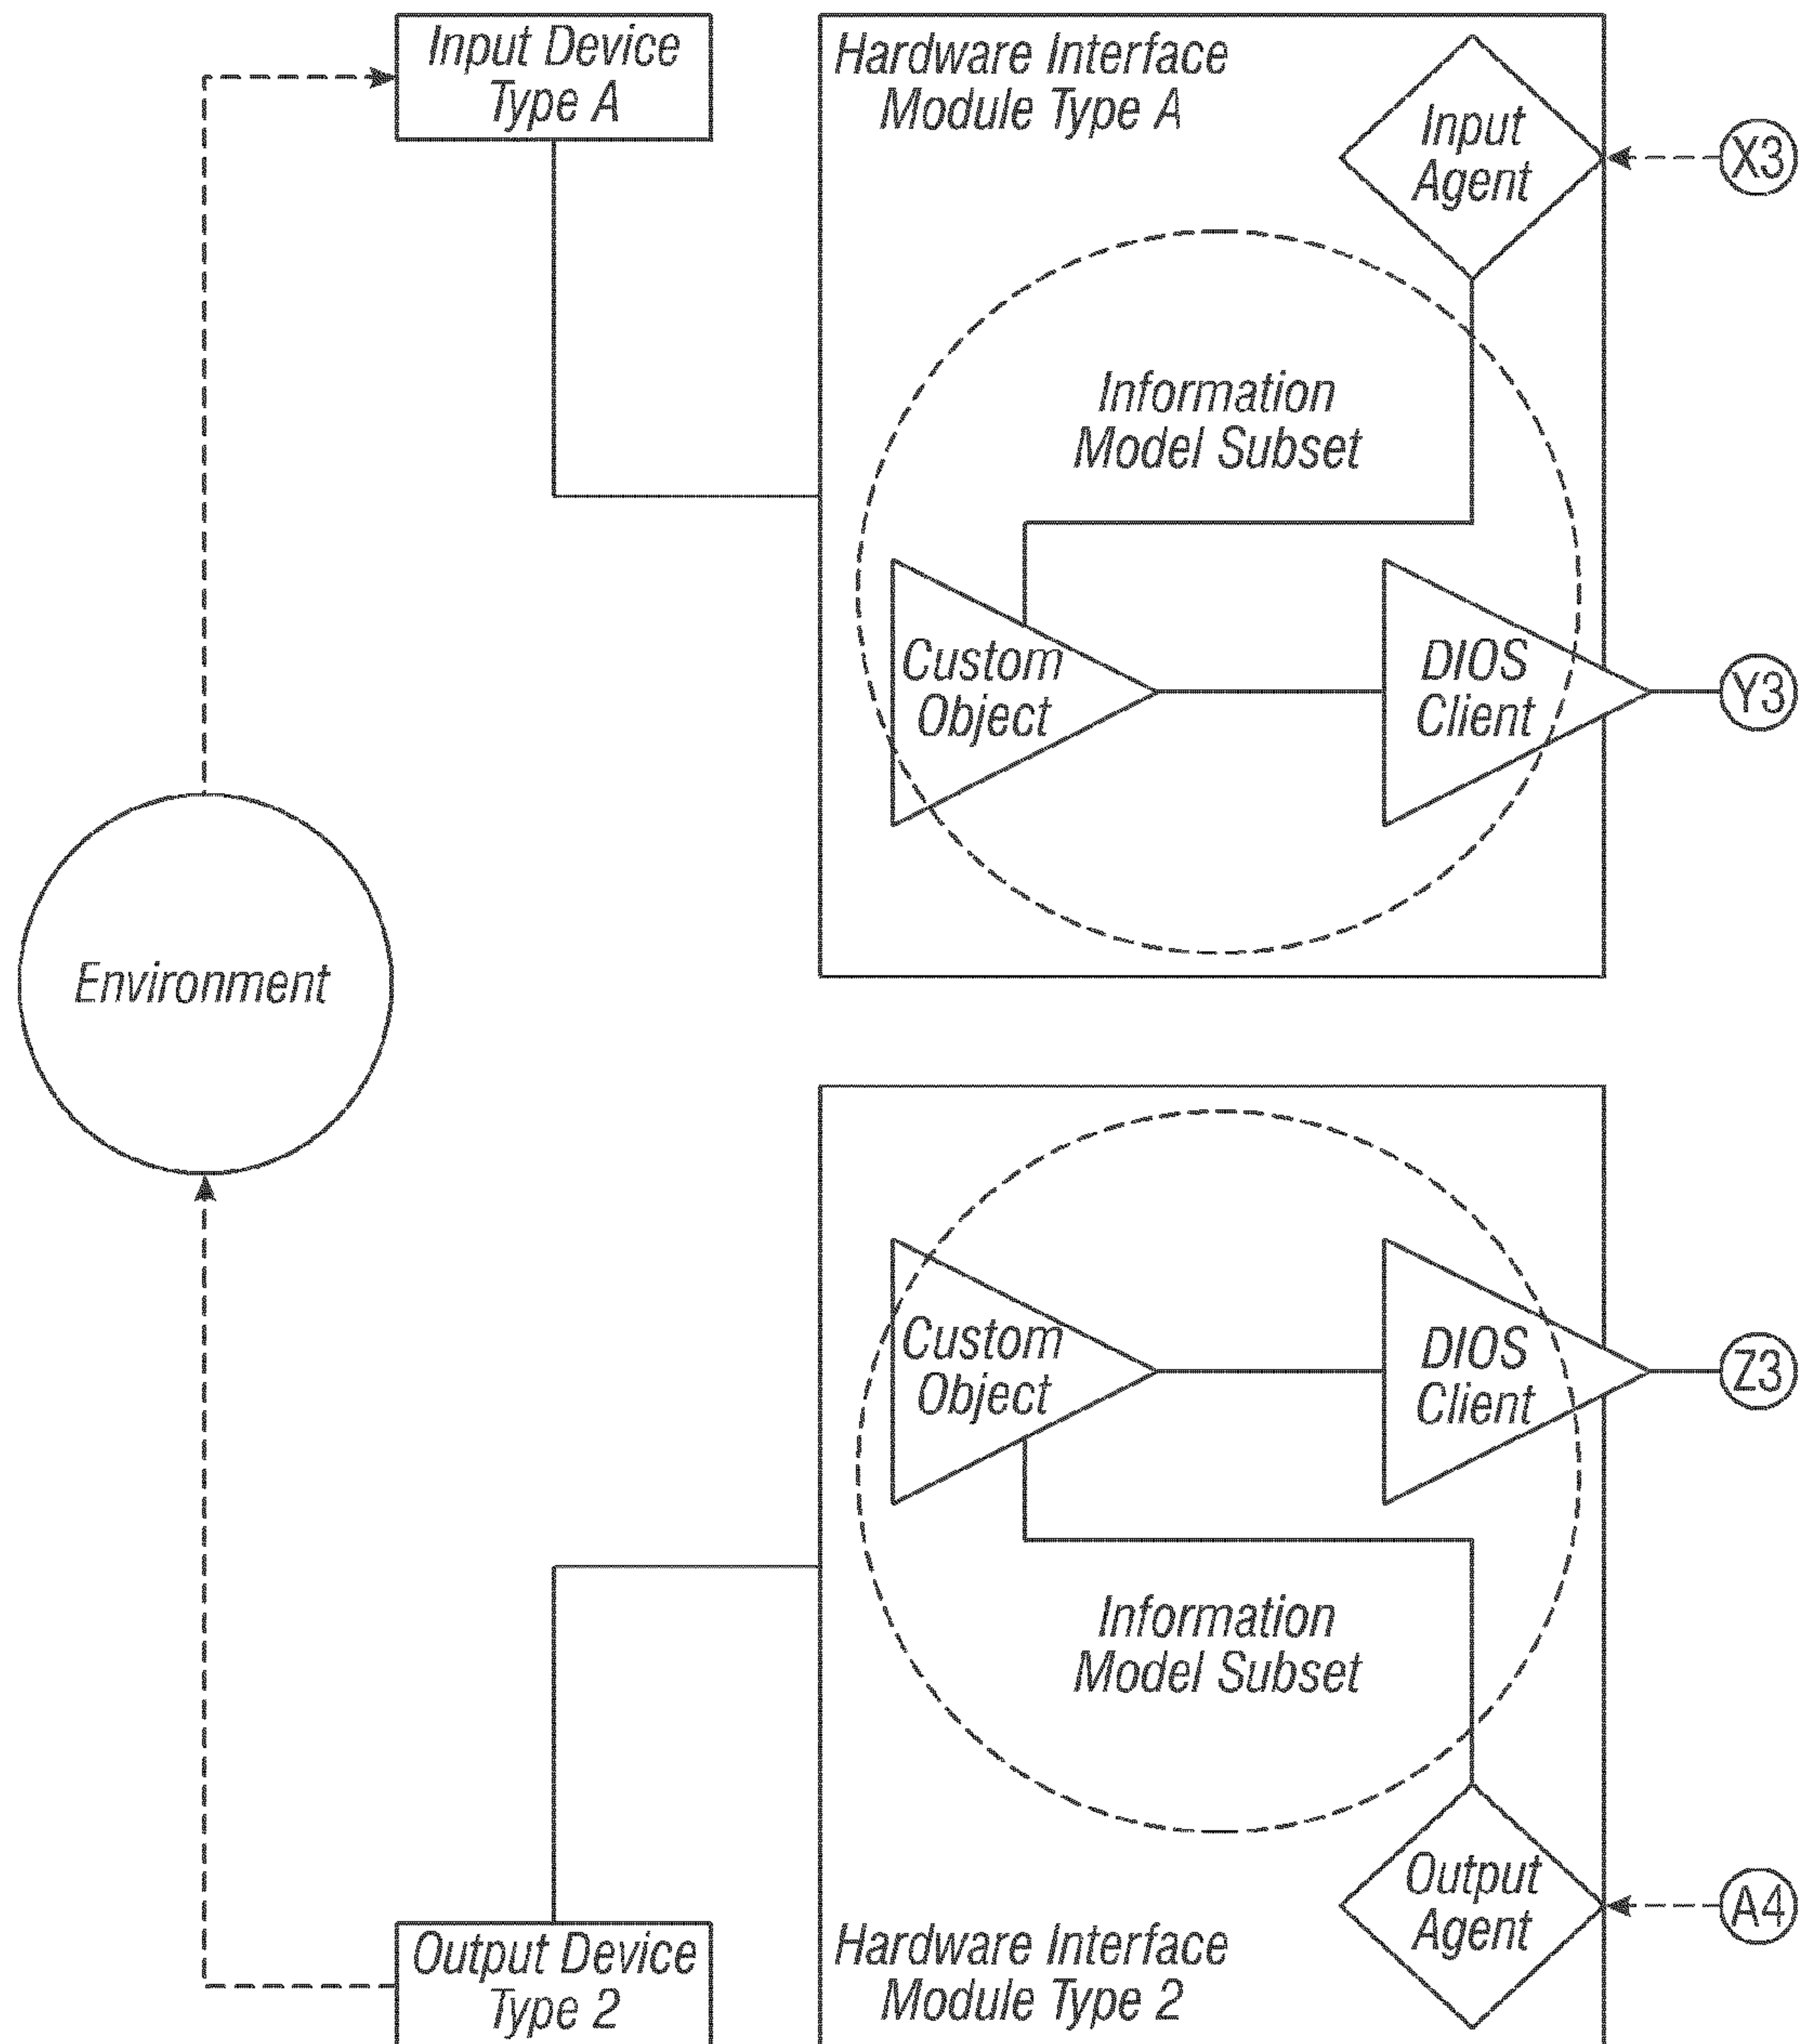 Input Device
Type A
Hardware Interface
Module Type A
Input
Agent
X3
Information
Model Subset
Custom
Object
DIOS
Client
Y3
Environment
Custom
Object
DIOS
Client
Z3
Information
Model Subset
Output
Agent
A4
Output Device
Type 2
Hardware Interface
Module Type 2